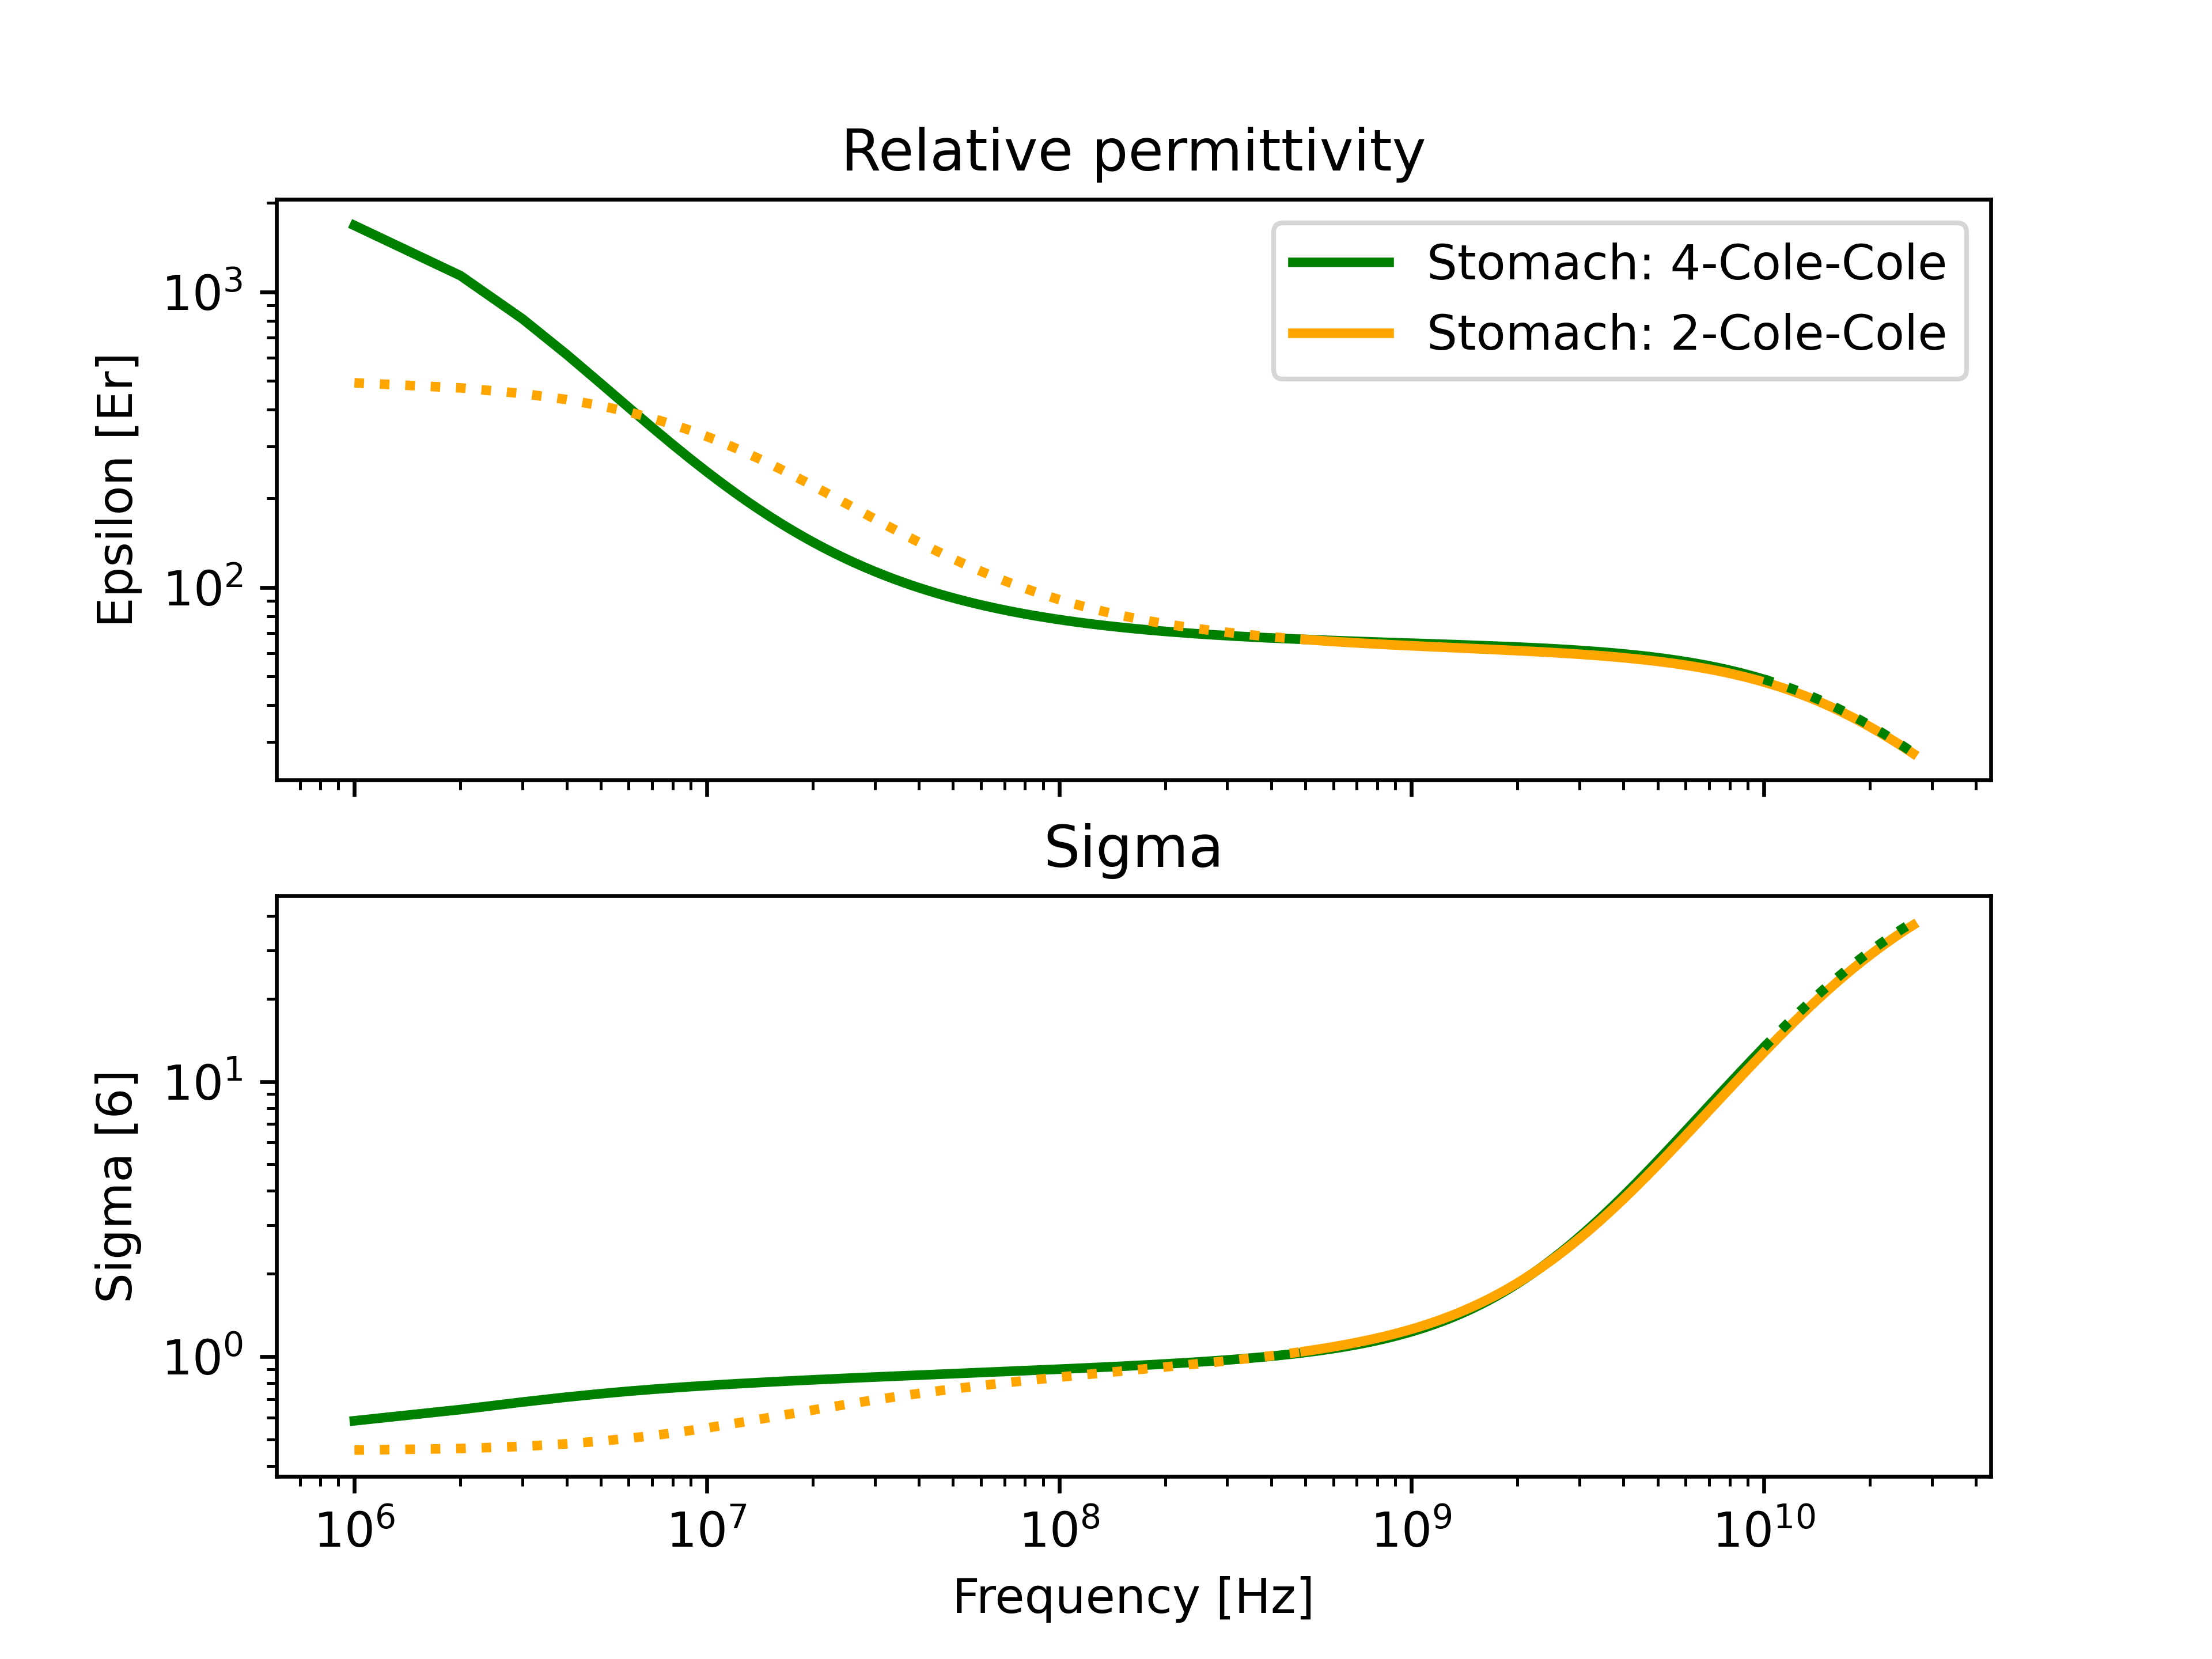 Relative permittivity
Epsilon [Er]
10³
10²
Stomach: 4-Cole-Cole
Stomach: 2-Cole-Cole
Sigma
Sigma [6]
10¹
10⁰
10⁶ 10⁷ 10⁸ 10⁹ 10¹⁰
Frequency [Hz]